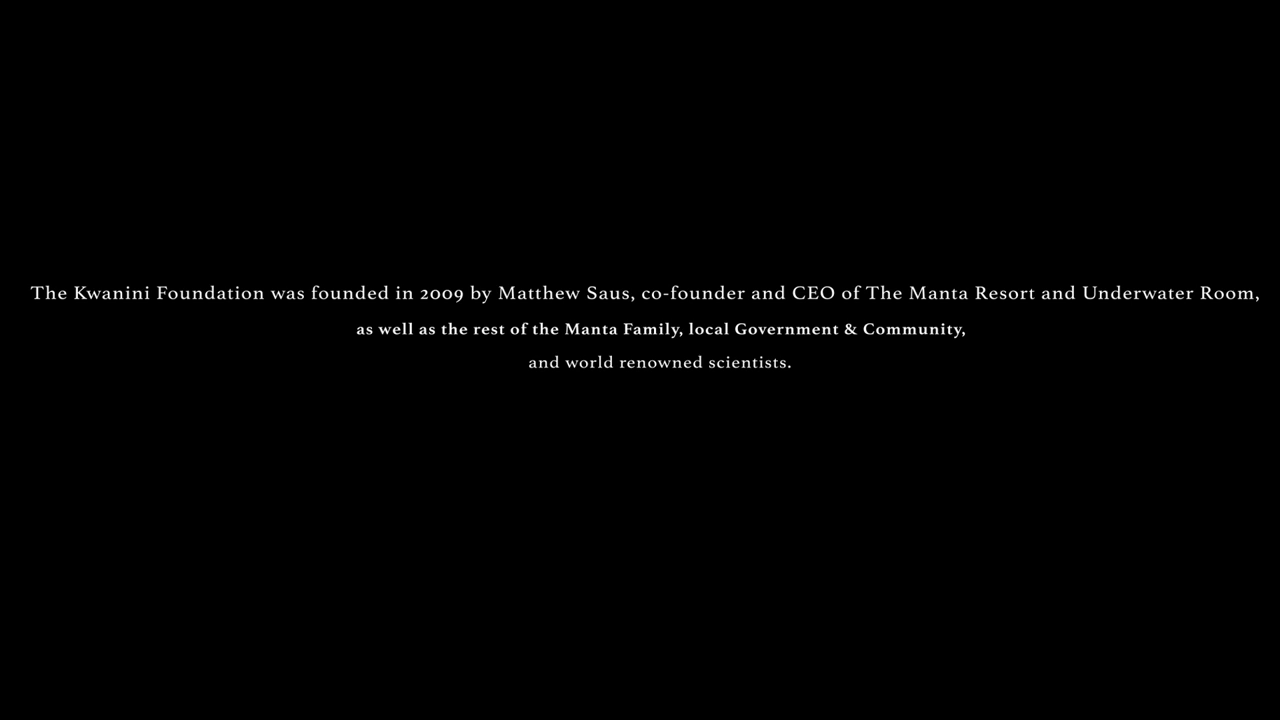 The Kwanini Foundation was founded in 2009 by Matthew Saus, co-founder and CEO of The Manta Resort and Underwater Room,
as well as the rest of the Manta Family, local Government & Community,
and world renowned scientists.